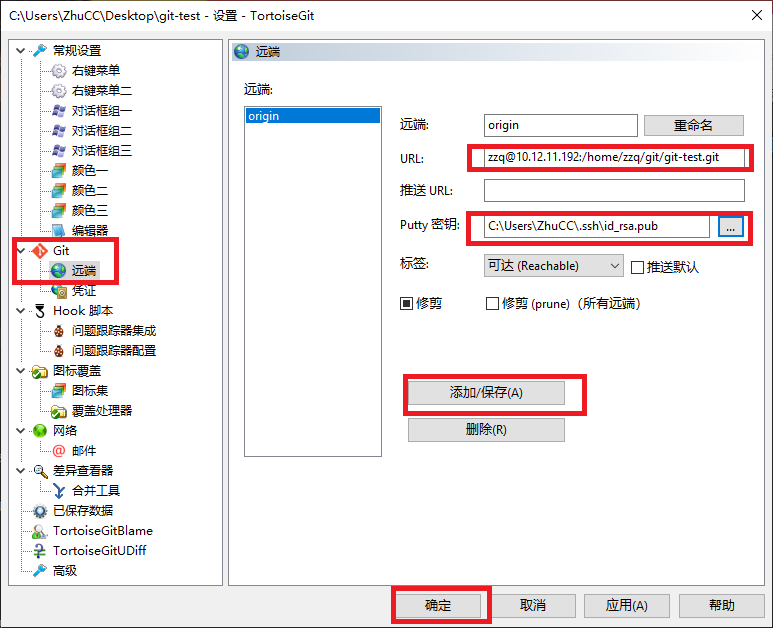 C:\Users\ZhuCC\Desktop\git-test - 设置 - TortoiseGit
常规设置
右键菜单
右键菜单二
对话框组一
对话框组二
对话框组三
颜色一
颜色二
颜色三
编辑器
Git
远端
凭证
Hook 脚本
问题跟踪器集成
问题跟踪器配置
图标覆盖
图标集
覆盖处理器
网络
邮件
差异查看器
合并工具
已保存数据
TortoiseGitBlame
TortoiseGitUDiff
高级
远端
远端:
origin
远端: origin 重命名
URL: zzq@10.12.11.192:/home/zzq/git/git-test.git
推送 URL:
Putty 密钥: C:\Users\ZhuCC\.ssh\id_rsa.pub ...
标签: 可达 (Reachable) 推送默认
修剪 修剪 (prune)（所有远端）
添加/保存(A)
删除(R)
确定 取消 应用(A) 帮助